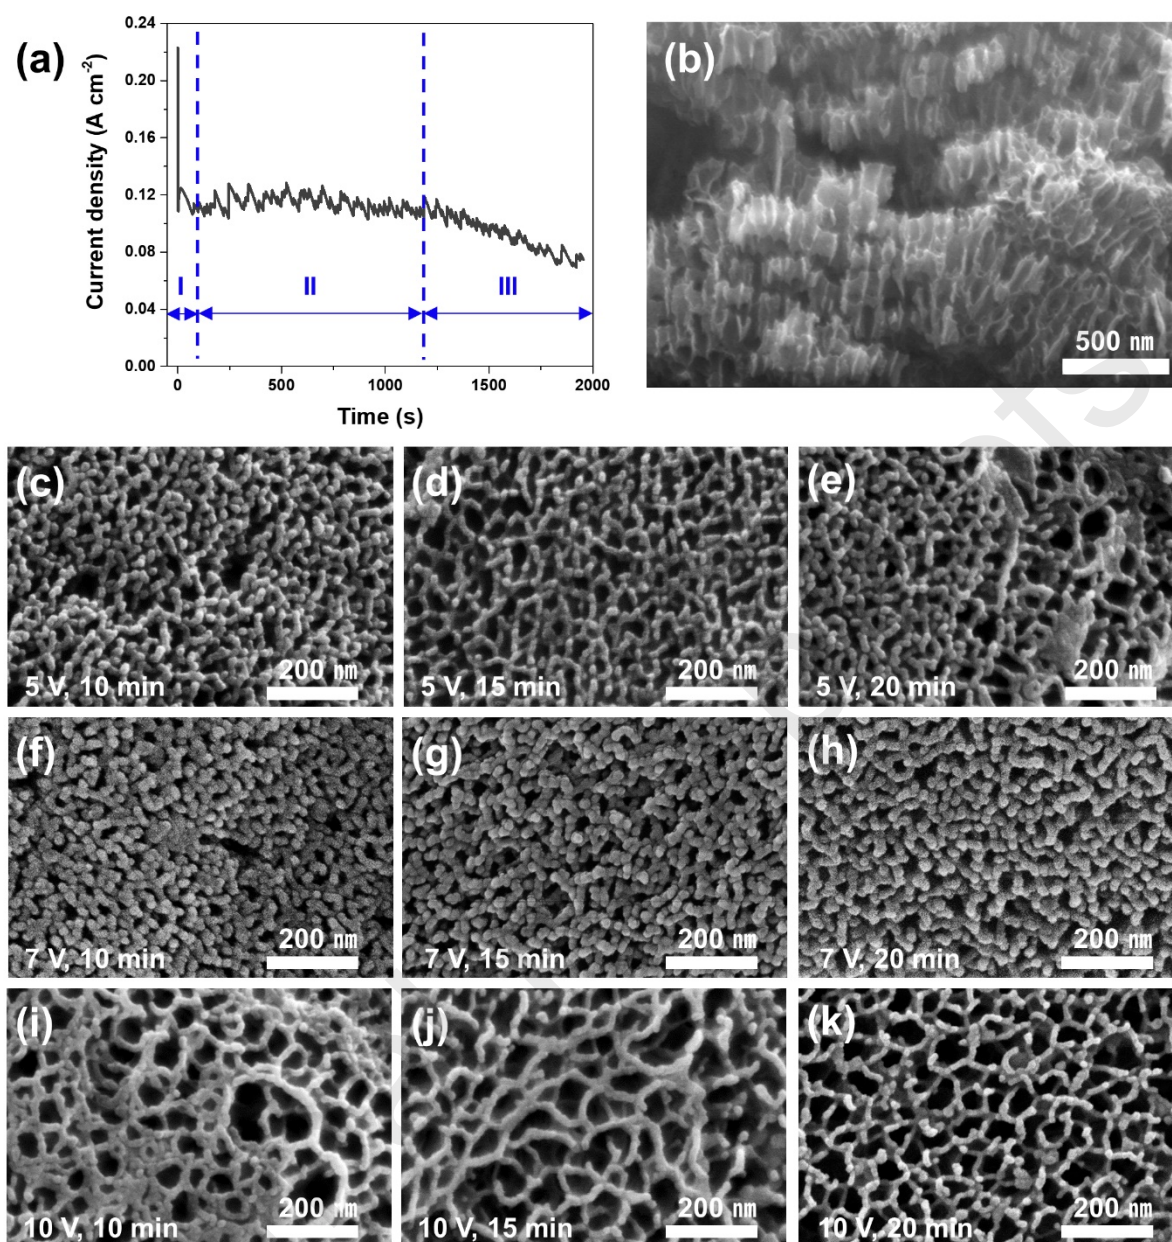 (a)
Current density (A cm⁻²)
0.24
0.20
0.16
0.12
0.08
0.04
0.00
I
II
III
0
500
1000
1500
2000
Time (s)
(b)
500 nm
(c)
5 V, 10 min
200 nm
(d)
5 V, 15 min
200 nm
(e)
5 V, 20 min
200 nm
(f)
7 V, 10 min
200 nm
(g)
7 V, 15 min
200 nm
(h)
7 V, 20 min
200 nm
(i)
10 V, 10 min
200 nm
(j)
10 V, 15 min
200 nm
(k)
10 V, 20 min
200 nm